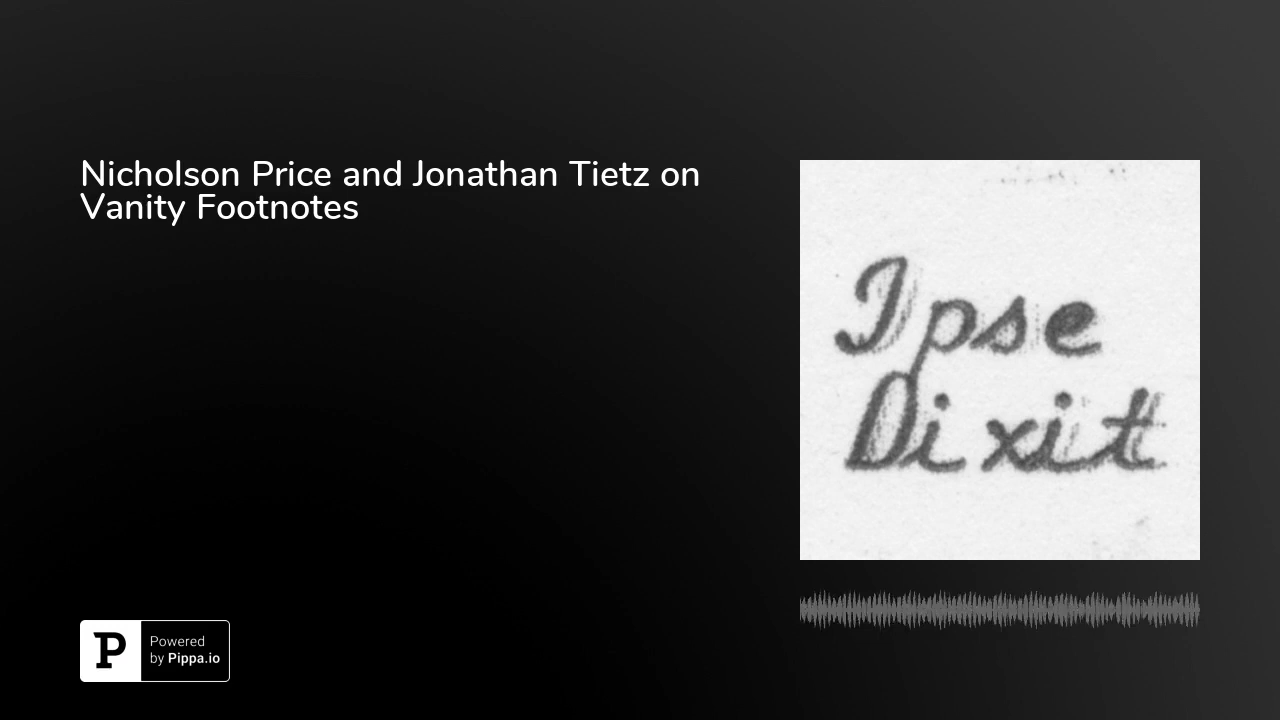 Nicholson Price and Jonathan Tietz on
Vanity Footnotes
Ipse
Dixit
P
Powered
by Pippa.io